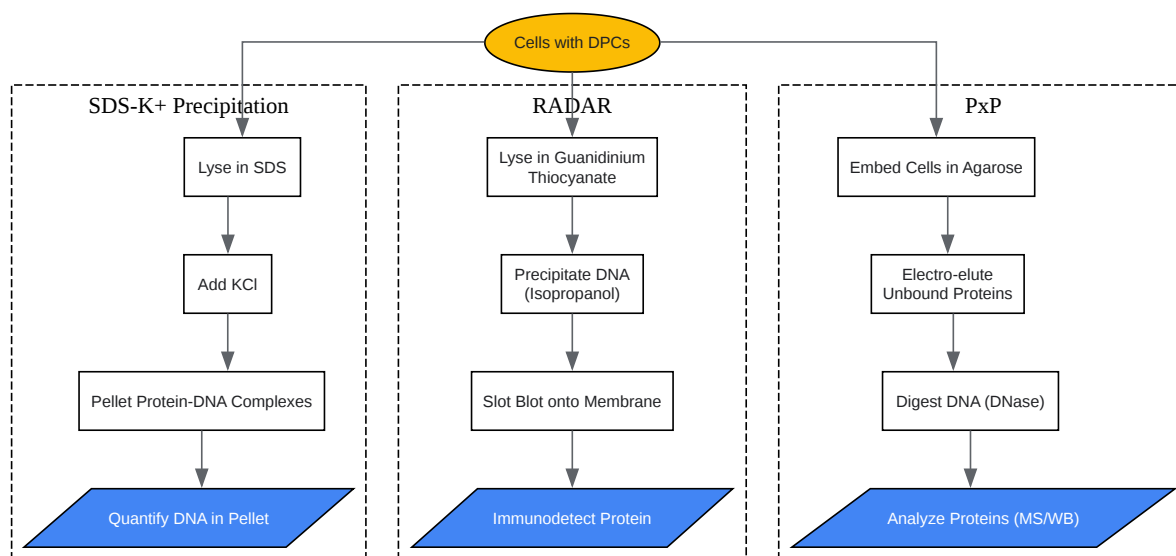 Cells with DPCs
SDS-K+ Precipitation
Lyse in SDS
Add KCl
Pellet Protein-DNA Complexes
Quantify DNA in Pellet
RADAR
Lyse in Guanidinium
Thiocyanate
Precipitate DNA
(Isopropanol)
Slot Blot onto Membrane
Immunodetect Protein
PxP
Embed Cells in Agarose
Electro-elute
Unbound Proteins
Digest DNA (DNase)
Analyze Proteins (MS/WB)